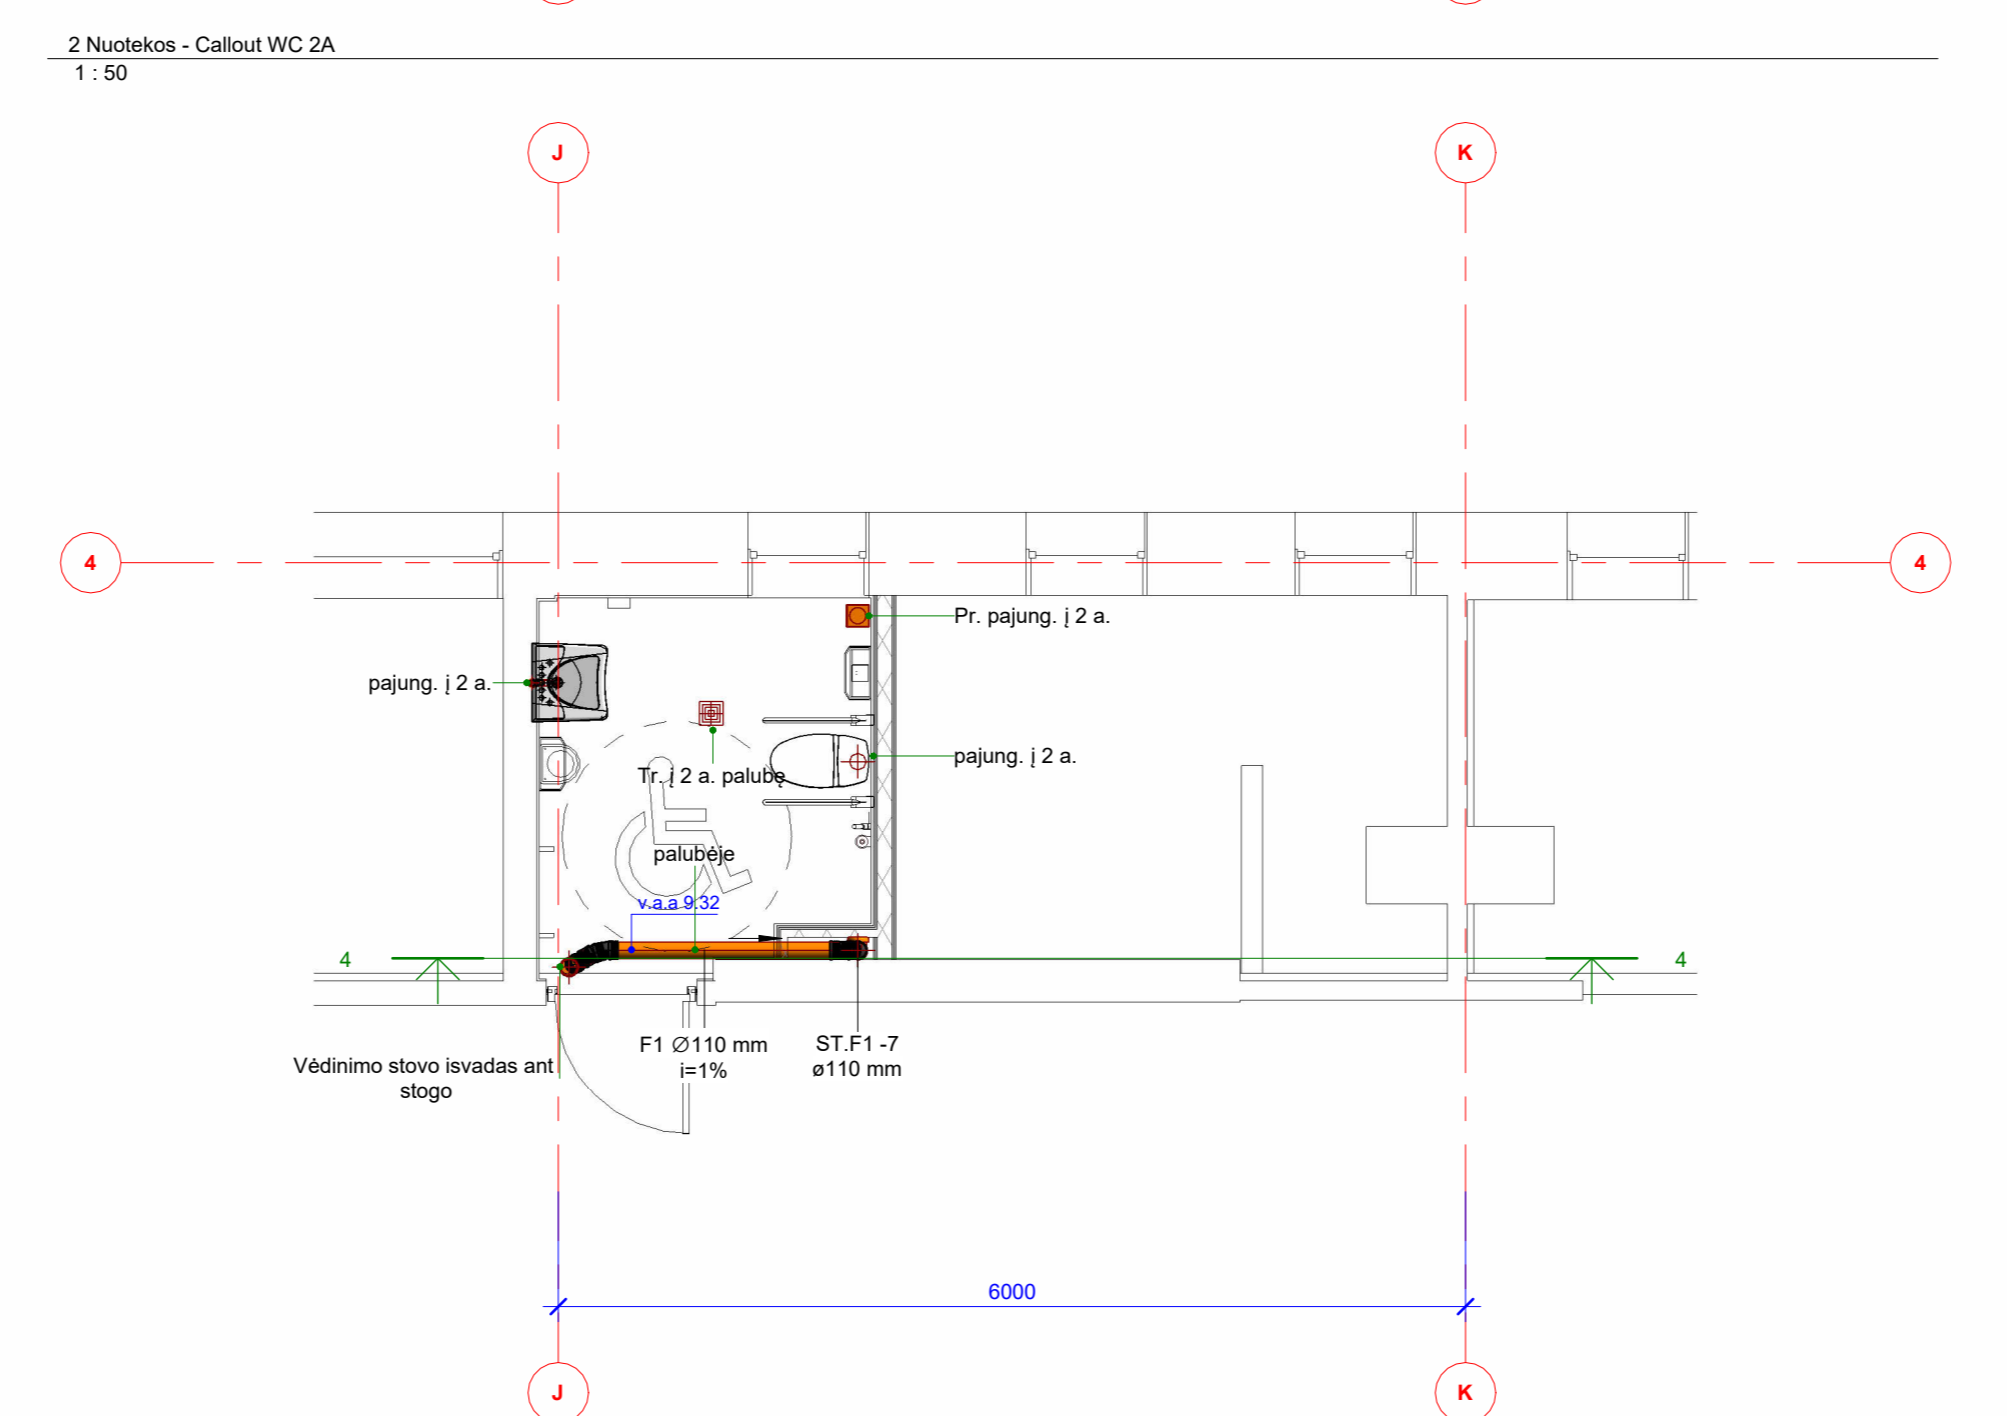 2 Nuotekos - Callout WC 2A
1 : 50
J
K
4
4
Pr. pajung. į 2 a.
pajung. į 2 a.
pajung. į 2 a.
Tr. į 2 a. palubę
palubėje
v.a.a 9.32
4
4
F1 Ø110 mm
i=1%
ST.F1 -7
ø110 mm
Vėdinimo stovo isvadas ant
stogo
6000
J
K